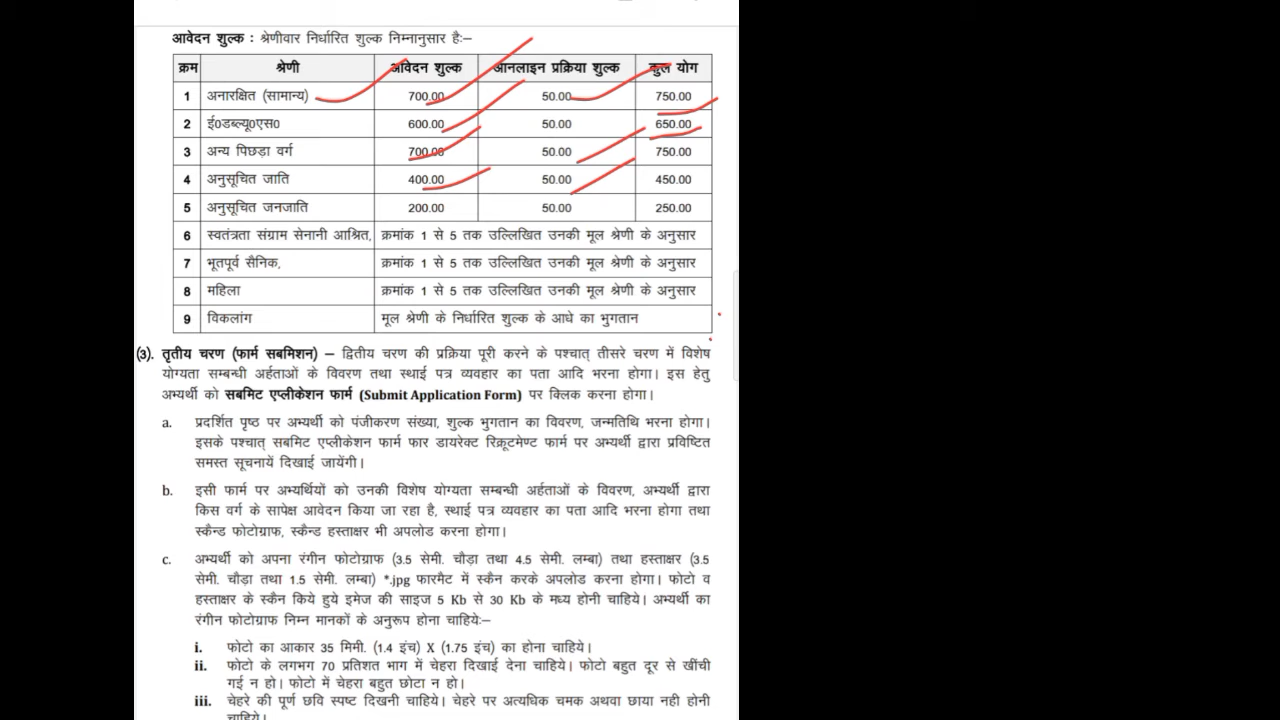 आवेदन शुल्क : श्रेणीवार निर्धारित शुल्क निम्नानुसार है:–
क्रम श्रेणी आवेदन शुल्क ऑनलाइन प्रक्रिया शुल्क कुल योग
1 अनारक्षित (सामान्य) 700.00 50.00 750.00
2 ई0डब्ल्यू0एस0 600.00 50.00 650.00
3 अन्य पिछड़ा वर्ग 700.00 50.00 750.00
4 अनुसूचित जाति 400.00 50.00 450.00
5 अनुसूचित जनजाति 200.00 50.00 250.00
6 स्वतंत्रता संग्राम सेनानी आश्रित, क्रमांक 1 से 5 तक उल्लिखित उनकी मूल श्रेणी के अनुसार
7 भूतपूर्व सैनिक, क्रमांक 1 से 5 तक उल्लिखित उनकी मूल श्रेणी के अनुसार
8 महिला क्रमांक 1 से 5 तक उल्लिखित उनकी मूल श्रेणी के अनुसार
9 विकलांग मूल श्रेणी के निर्धारित शुल्क के आधे का भुगतान
(3). तृतीय चरण (फार्म सबमिशन) – द्वितीय चरण की प्रक्रिया पूरी करने के पश्चात् तीसरे चरण में विशेष
योग्यता सम्बन्धी अर्हताओं के विवरण तथा स्थाई पत्र व्यवहार का पता आदि भरना होगा। इस हेतु
अभ्यर्थी को सबमिट एप्लीकेशन फार्म (Submit Application Form) पर क्लिक करना होगा।
a. प्रदर्शित पृष्ठ पर अभ्यर्थी को पंजीकरण संख्या, शुल्क भुगतान का विवरण, जन्मतिथि भरना होगा।
इसके पश्चात् सबमिट एप्लीकेशन फार्म फार डायरेक्ट रिक्रूटमेण्ट फार्म पर अभ्यर्थी द्वारा प्रविष्टित
समस्त सूचनायें दिखाई जायेंगी।
b. इसी फार्म पर अभ्यर्थियों को उनकी विशेष योग्यता सम्बन्धी अर्हताओं के विवरण, अभ्यर्थी द्वारा
किस वर्ग के सापेक्ष आवेदन किया जा रहा है, स्थाई पत्र व्यवहार का पता आदि भरना होगा तथा
स्कैन्ड फोटोग्राफ, स्कैन्ड हस्ताक्षर भी अपलोड करना होगा।
c. अभ्यर्थी को अपना रंगीन फोटोग्राफ (3.5 सेमी. चौड़ा तथा 4.5 सेमी. लम्बा) तथा हस्ताक्षर (3.5
सेमी. चौड़ा तथा 1.5 सेमी. लम्बा) *.jpg फारमैट में स्कैन करके अपलोड करना होगा। फोटो व
हस्ताक्षर के स्कैन किये हुये इमेज की साइज 5 Kb से 30 Kb के मध्य होनी चाहिये। अभ्यर्थी का
रंगीन फोटोग्राफ निम्न मानकों के अनुरूप होना चाहिये:–
i. फोटो का आकार 35 मिमी. (1.4 इंच) X (1.75 इंच) का होना चाहिये।
ii. फोटो के लगभग 70 प्रतिशत भाग में चेहरा दिखाई देना चाहिये। फोटो बहुत दूर से खींची
गई न हो। फोटो में चेहरा बहुत छोटा न हो।
iii. चेहरे की पूर्ण छवि स्पष्ट दिखनी चाहिये। चेहरे पर अत्यधिक चमक अथवा छाया नही होनी
चाहिये।